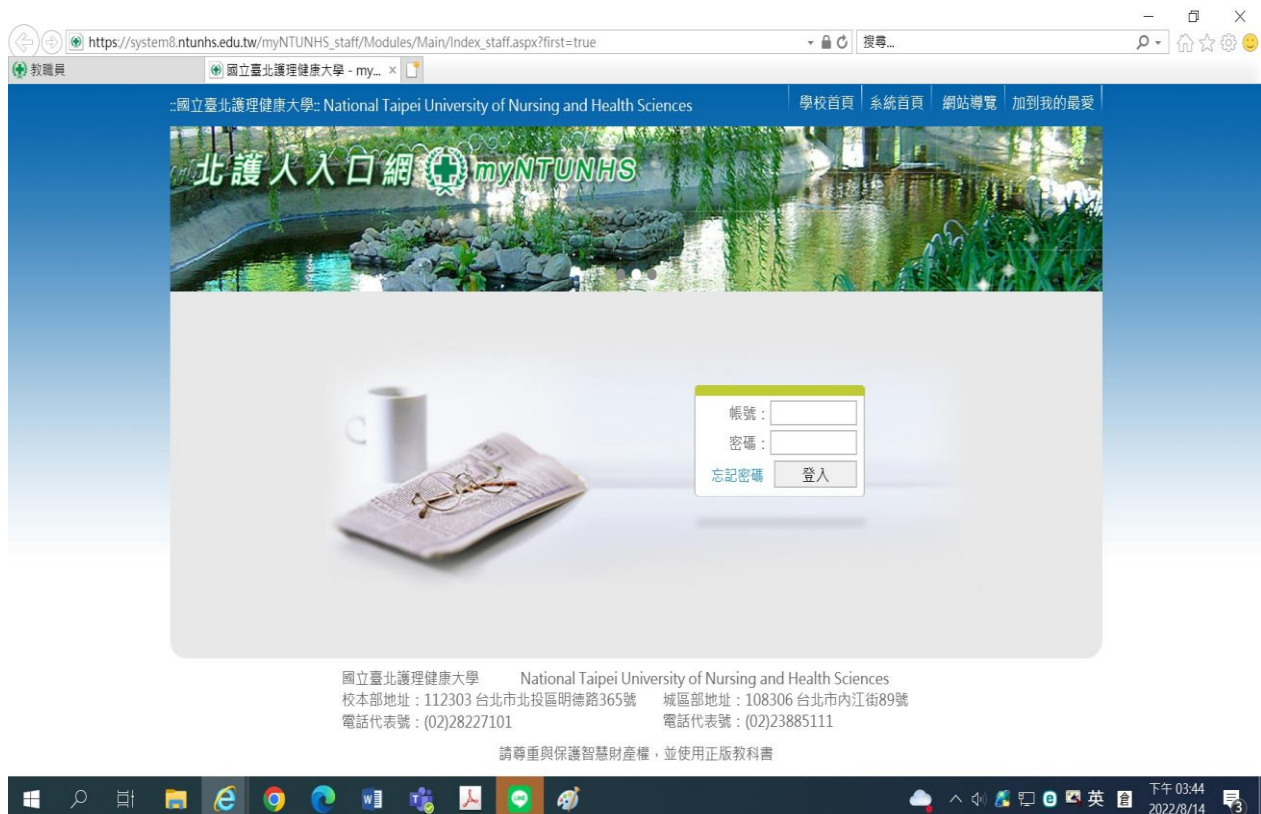 https://system8.ntunhs.edu.tw/myNTUNHS_staff/Modules/Main/Index_staff.aspx?first=true
搜尋...
教職員
國立臺北護理健康大學 - my...
::國立臺北護理健康大學:: National Taipei University of Nursing and Health Sciences
學校首頁 系統首頁 網站導覽 加到我的最愛
北護人入口網 myNTUNHS
帳號：
密碼：
忘記密碼 登入
國立臺北護理健康大學 National Taipei University of Nursing and Health Sciences
校本部地址：112303 台北市北投區明德路365號 城區部地址：108306 台北市內江街89號
電話代表號：(02)28227101 電話代表號：(02)23885111
請尊重與保護智慧財產權，並使用正版教科書
英 倉 下午 03:44
2022/8/14 3